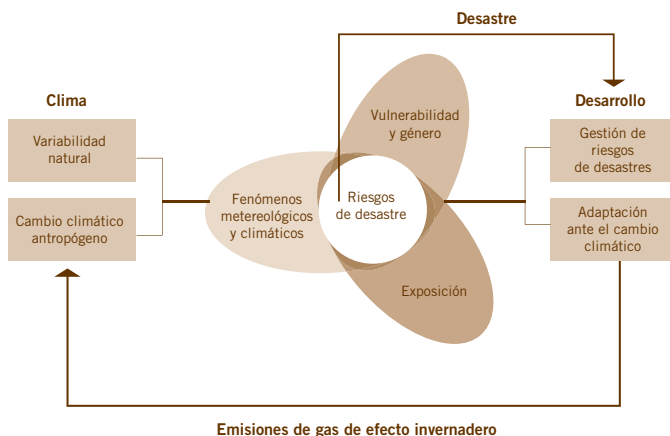 Desastre
Clima
Variabilidad
natural
Cambio climático
antropógeno
Fenómenos
metereológicos
y climáticos
Vulnerabilidad
y género
Riesgos
de desastre
Exposición
Desarrollo
Gestión de
riesgos
de desastres
Adaptación
ante el cambio
climático
Emisiones de gas de efecto invernadero